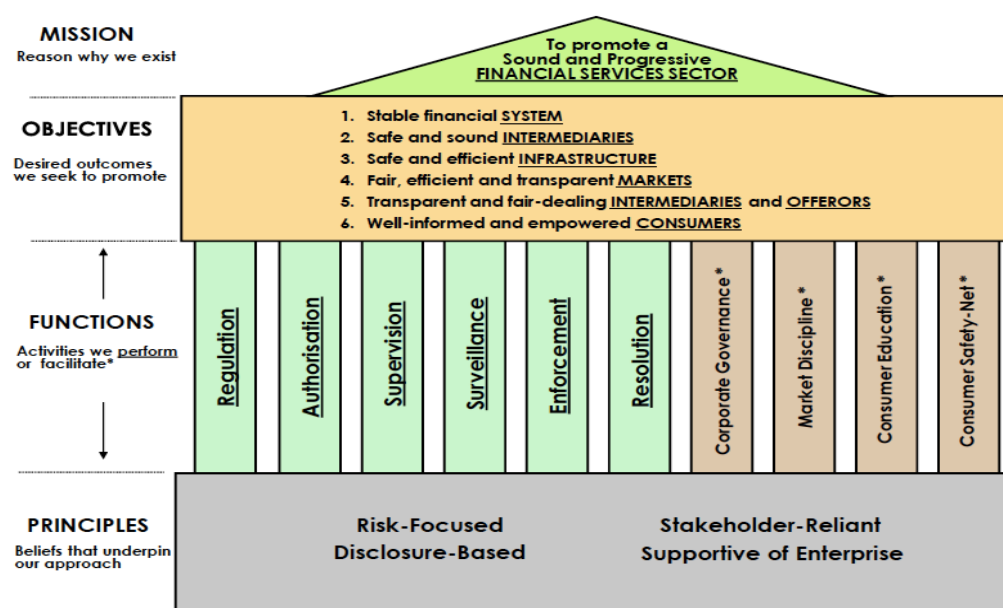 MISSION
Reason why we exist
To promote a
Sound and Progressive
FINANCIAL SERVICES SECTOR
OBJECTIVES
Desired outcomes
we seek to promote
1. Stable financial SYSTEM
2. Safe and sound INTERMEDIARIES
3. Safe and efficient INFRASTRUCTURE
4. Fair, efficient and transparent MARKETS
5. Transparent and fair-dealing INTERMEDIARIES and OFFERORS
6. Well-informed and empowered CONSUMERS
FUNCTIONS
Activities we perform
or facilitate*
Regulation
Authorisation
Supervision
Surveillance
Enforcement
Resolution
Corporate Governance*
Market Discipline*
Consumer Education*
Consumer Safety-Net*
PRINCIPLES
Beliefs that underpin
our approach
Risk-Focused
Disclosure-Based
Stakeholder-Reliant
Supportive of Enterprise